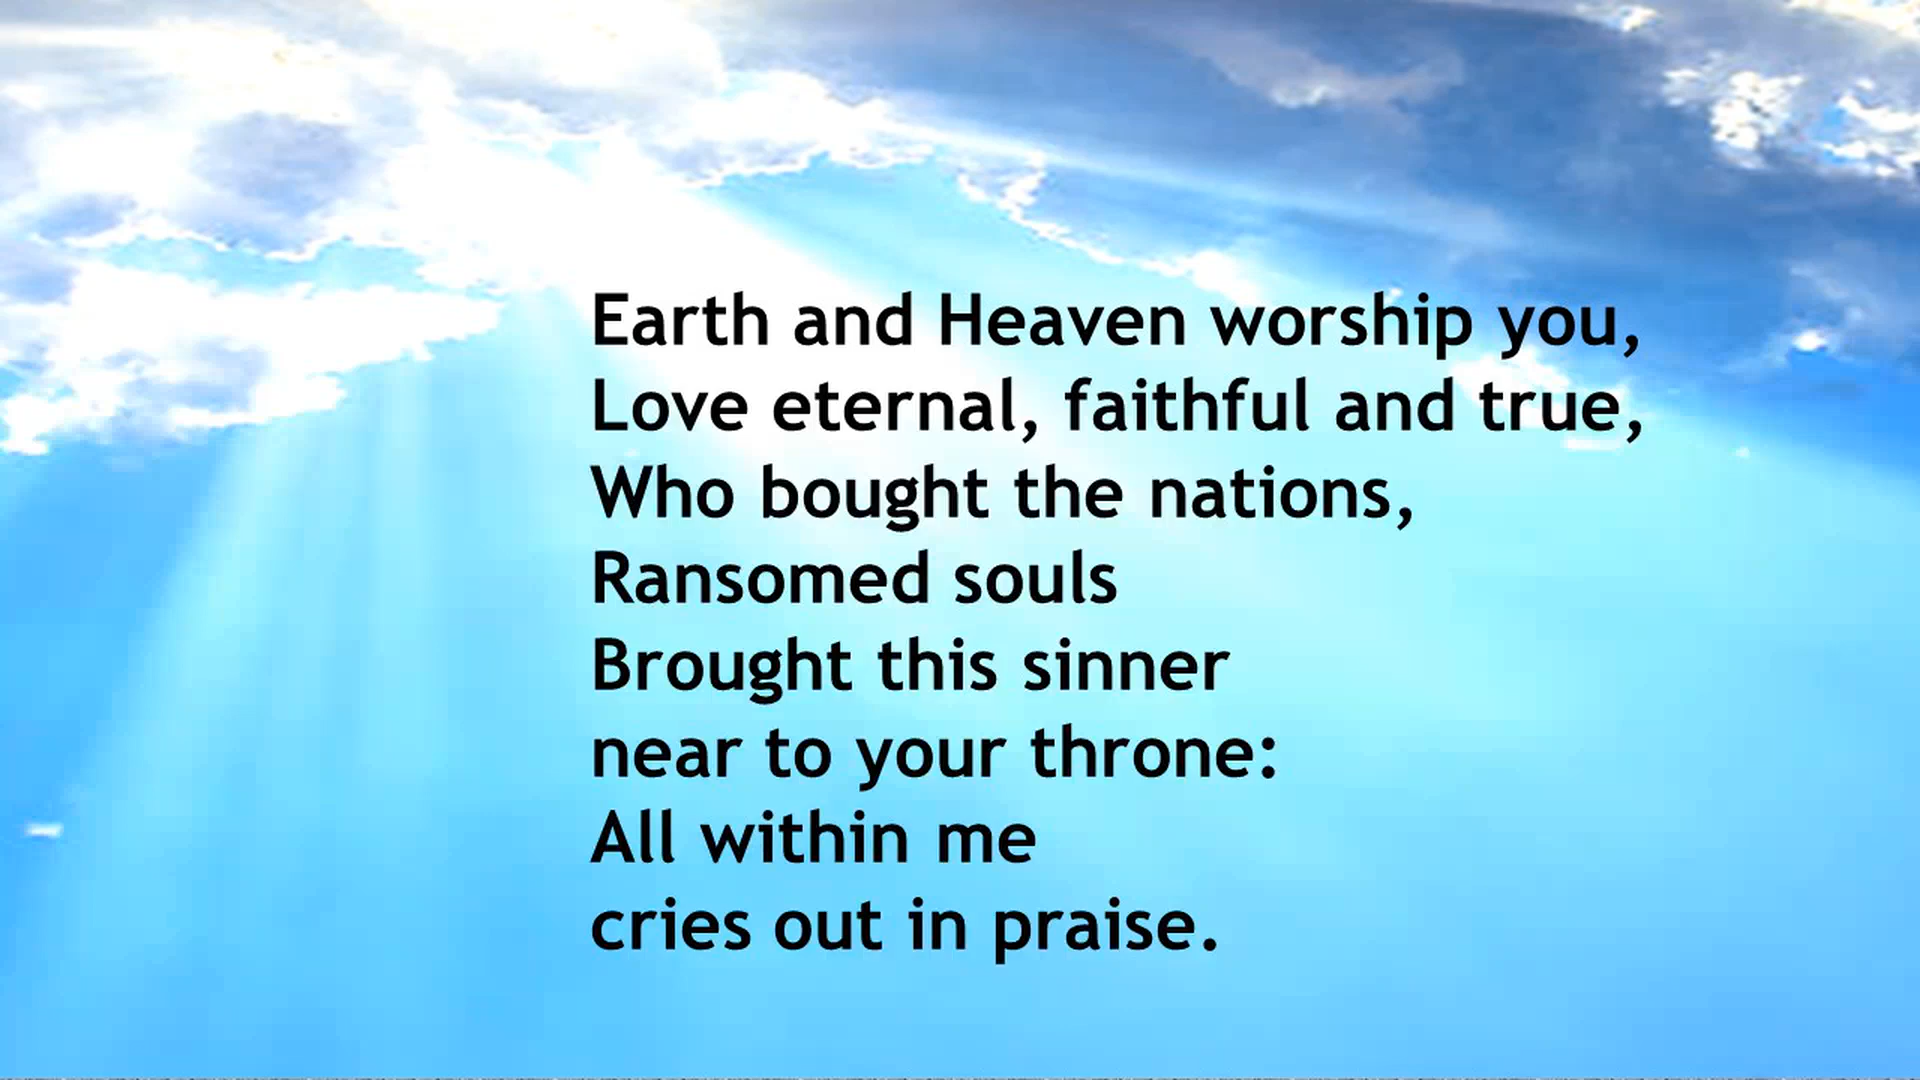 Earth and Heaven worship you,
Love eternal, faithful and true,
Who bought the nations,
Ransomed souls
Brought this sinner
near to your throne:
All within me
cries out in praise.